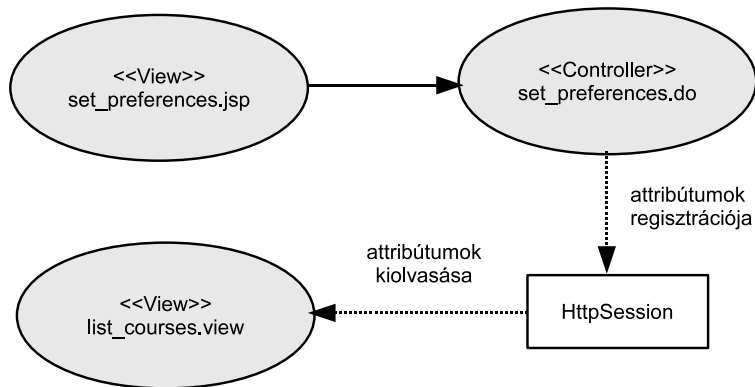 <<View>>
set_preferences.jsp
<<Controller>>
set_preferences.do
attribútumok
regisztrációja
attribútumok
kiolvasása
<<View>>
list_courses.view
HttpSession